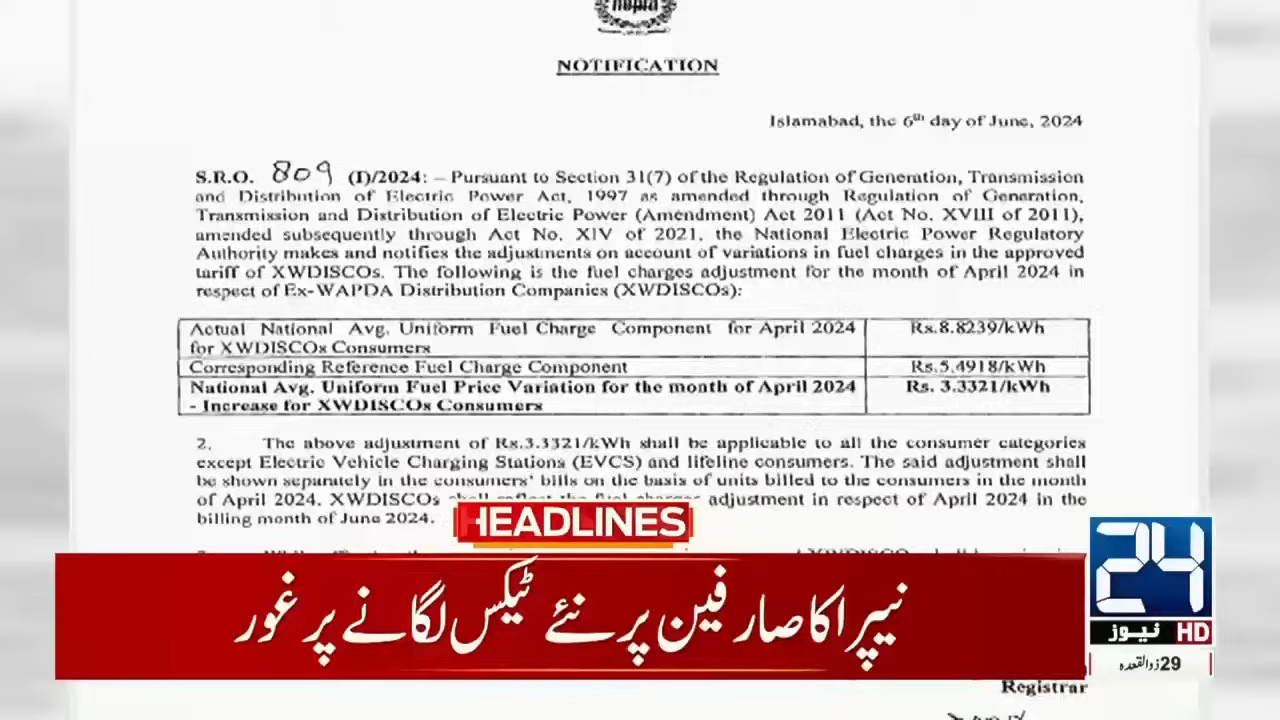 nepra
NOTIFICATION
Islamabad, the 6th day of June, 2024
S.R.O. 809 (I)/2024: – Pursuant to Section 31(7) of the Regulation of Generation, Transmission
and Distribution of Electric Power Act, 1997 as amended through Regulation of Generation,
Transmission and Distribution of Electric Power (Amendment) Act 2011 (Act No. XVIII of 2011),
amended subsequently through Act No. XIV of 2021, the National Electric Power Regulatory
Authority makes and notifies the adjustments on account of variations in fuel charges in the approved
tariff of XWDISCOs. The following is the fuel charges adjustment for the month of April 2024 in
respect of Ex-WAPDA Distribution Companies (XWDISCOs):
Actual National Avg. Uniform Fuel Charge Component for April 2024 Rs.8.8239/kWh
for XWDISCOs Consumers
Corresponding Reference Fuel Charge Component Rs.5.4918/kWh
National Avg. Uniform Fuel Price Variation for the month of April 2024 Rs. 3.3321/kWh
- Increase for XWDISCOs Consumers
2. The above adjustment of Rs.3.3321/kWh shall be applicable to all the consumer categories
except Electric Vehicle Charging Stations (EVCS) and lifeline consumers. The said adjustment shall
be shown separately in the consumers' bills on the basis of units billed to the consumers in the month
of April 2024. XWDISCOs shall reflect the fuel charges adjustment in respect of April 2024 in the
billing month of June 2024.
HEADLINES
نیپرا کا صارفین پر نئے ٹیکس لگانے پر غور
24
نیوز HD
29 ذوالقعدہ
Registrar